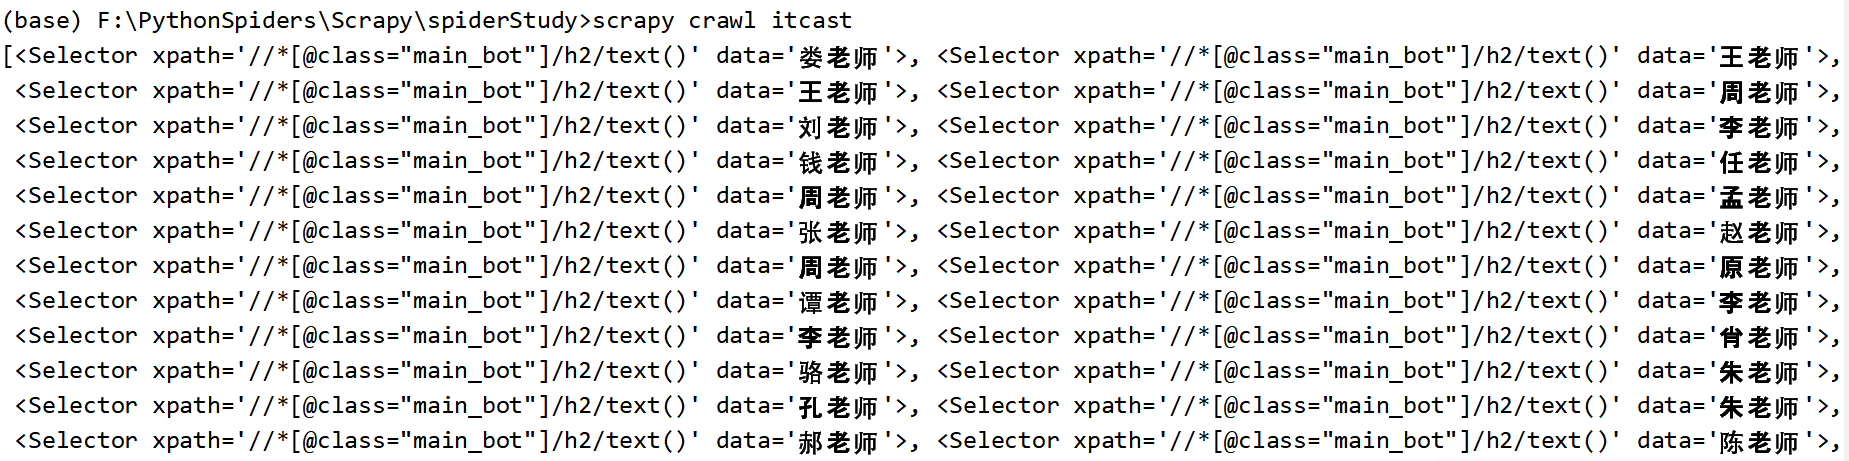 (base) F:\PythonSpiders\Scrapy\spiderStudy>scrapy crawl itcast
[<Selector xpath='//*[@class="main_bot"]/h2/text()' data='娄老师'>, <Selector xpath='//*[@class="main_bot"]/h2/text()' data='王老师'>,
<Selector xpath='//*[@class="main_bot"]/h2/text()' data='王老师'>, <Selector xpath='//*[@class="main_bot"]/h2/text()' data='周老师'>,
<Selector xpath='//*[@class="main_bot"]/h2/text()' data='刘老师'>, <Selector xpath='//*[@class="main_bot"]/h2/text()' data='李老师'>,
<Selector xpath='//*[@class="main_bot"]/h2/text()' data='钱老师'>, <Selector xpath='//*[@class="main_bot"]/h2/text()' data='任老师'>,
<Selector xpath='//*[@class="main_bot"]/h2/text()' data='周老师'>, <Selector xpath='//*[@class="main_bot"]/h2/text()' data='孟老师'>,
<Selector xpath='//*[@class="main_bot"]/h2/text()' data='张老师'>, <Selector xpath='//*[@class="main_bot"]/h2/text()' data='赵老师'>,
<Selector xpath='//*[@class="main_bot"]/h2/text()' data='周老师'>, <Selector xpath='//*[@class="main_bot"]/h2/text()' data='原老师'>,
<Selector xpath='//*[@class="main_bot"]/h2/text()' data='谭老师'>, <Selector xpath='//*[@class="main_bot"]/h2/text()' data='李老师'>,
<Selector xpath='//*[@class="main_bot"]/h2/text()' data='李老师'>, <Selector xpath='//*[@class="main_bot"]/h2/text()' data='肖老师'>,
<Selector xpath='//*[@class="main_bot"]/h2/text()' data='骆老师'>, <Selector xpath='//*[@class="main_bot"]/h2/text()' data='朱老师'>,
<Selector xpath='//*[@class="main_bot"]/h2/text()' data='孔老师'>, <Selector xpath='//*[@class="main_bot"]/h2/text()' data='朱老师'>,
<Selector xpath='//*[@class="main_bot"]/h2/text()' data='郝老师'>, <Selector xpath='//*[@class="main_bot"]/h2/text()' data='陈老师'>,